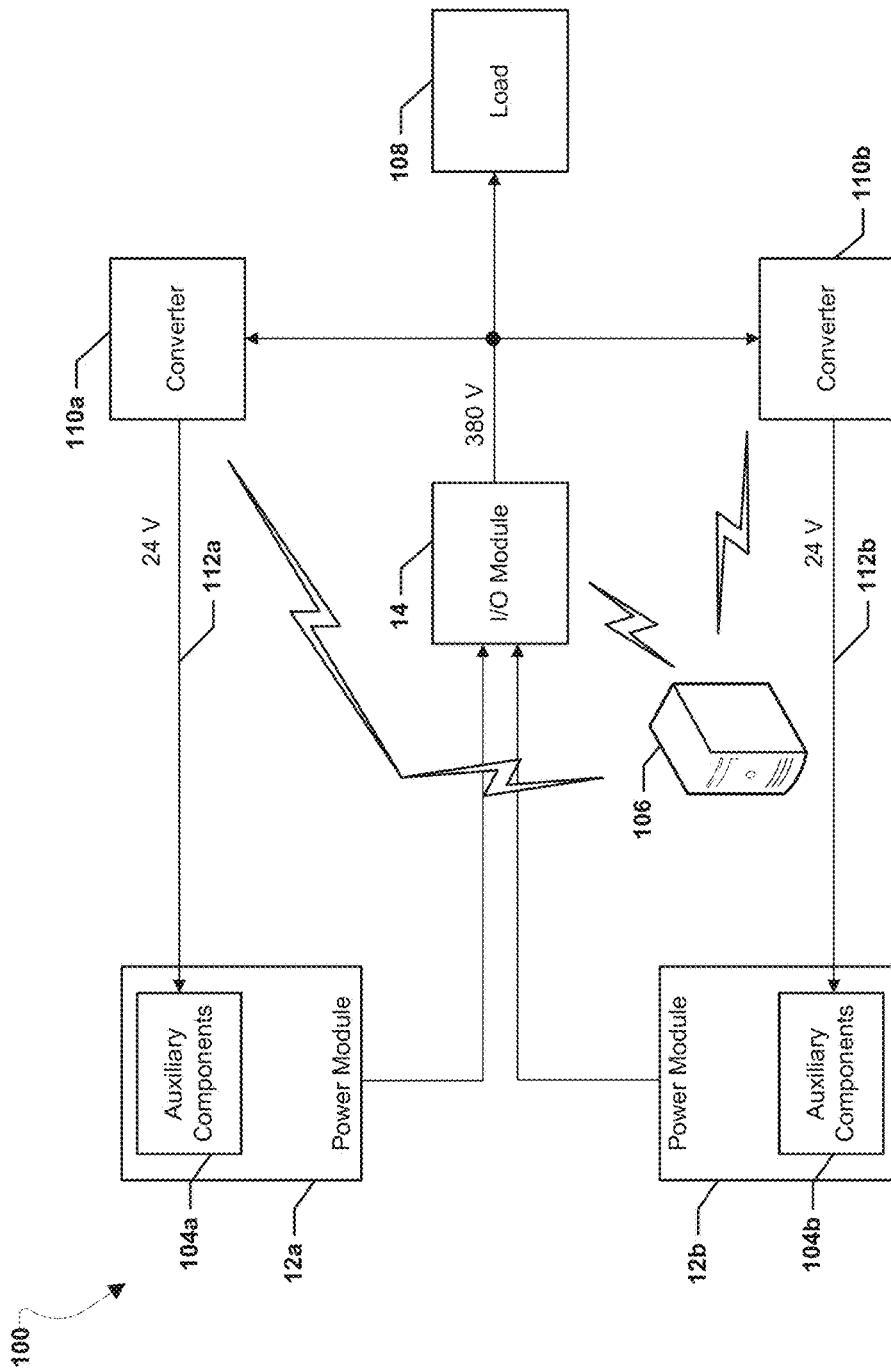 100
104a
Auxiliary
Components
Power Module
12a
24 V
112a
110a
Converter
14
I/O Module
380 V
108
Load
106
12b
Power Module
Auxiliary
Components
104b
24 V
112b
Converter
110b